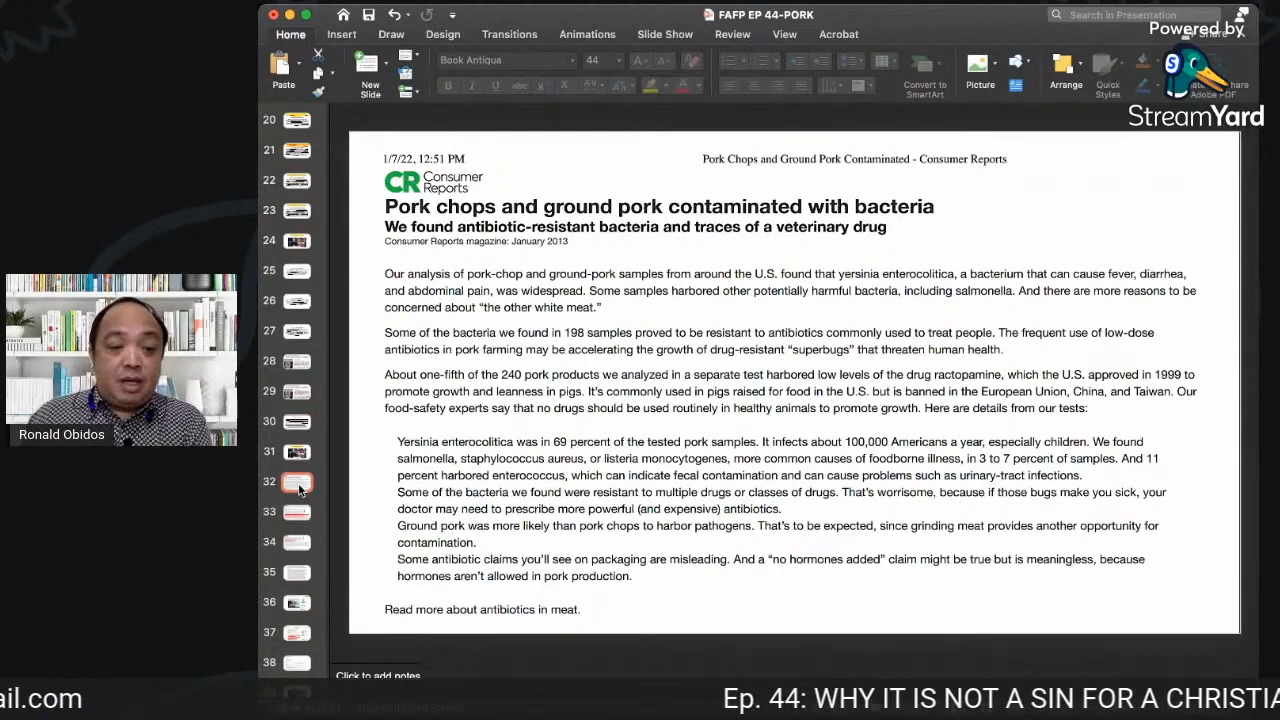 FAFP EP 44-PORK
Search in Presentation
Powered by
StreamYard
Home Insert Draw Design Transitions Animations Slide Show Review View Acrobat
Share
Paste
New
Slide
Book Antiqua
44
Convert to
SmartArt
Picture
Arrange
Quick
Styles
Adobe PDF
20
21
22
23
24
25
26
27
28
29
30
31
32
33
34
35
36
37
38
1/7/22, 12:51 PM
Pork Chops and Ground Pork Contaminated - Consumer Reports
CR Consumer
Reports
Pork chops and ground pork contaminated with bacteria
We found antibiotic-resistant bacteria and traces of a veterinary drug
Consumer Reports magazine: January 2013
Our analysis of pork-chop and ground-pork samples from around the U.S. found that yersinia enterocolitica, a bacterium that can cause fever, diarrhea,
and abdominal pain, was widespread. Some samples harbored other potentially harmful bacteria, including salmonella. And there are more reasons to be
concerned about “the other white meat.”
Some of the bacteria we found in 198 samples proved to be resistant to antibiotics commonly used to treat people. The frequent use of low-dose
antibiotics in pork farming may be accelerating the growth of drug-resistant “superbugs” that threaten human health.
About one-fifth of the 240 pork products we analyzed in a separate test harbored low levels of the drug ractopamine, which the U.S. approved in 1999 to
promote growth and leanness in pigs. It’s commonly used in pigs raised for food in the U.S. but is banned in the European Union, China, and Taiwan. Our
food-safety experts say that no drugs should be used routinely in healthy animals to promote growth. Here are details from our tests:
Yersinia enterocolitica was in 69 percent of the tested pork samples. It infects about 100,000 Americans a year, especially children. We found
salmonella, staphylococcus aureus, or listeria monocytogenes, more common causes of foodborne illness, in 3 to 7 percent of samples. And 11
percent harbored enterococcus, which can indicate fecal contamination and can cause problems such as urinary-tract infections.
Some of the bacteria we found were resistant to multiple drugs or classes of drugs. That’s worrisome, because if those bugs make you sick, your
doctor may need to prescribe more powerful (and expensive) antibiotics.
Ground pork was more likely than pork chops to harbor pathogens. That’s to be expected, since grinding meat provides another opportunity for
contamination.
Some antibiotic claims you’ll see on packaging are misleading. And a “no hormones added” claim might be true but is meaningless, because
hormones aren’t allowed in pork production.
Read more about antibiotics in meat.
Click to add notes
Ronald Obidos
ail.com
Ep. 44: WHY IT IS NOT A SIN FOR A CHRISTIA